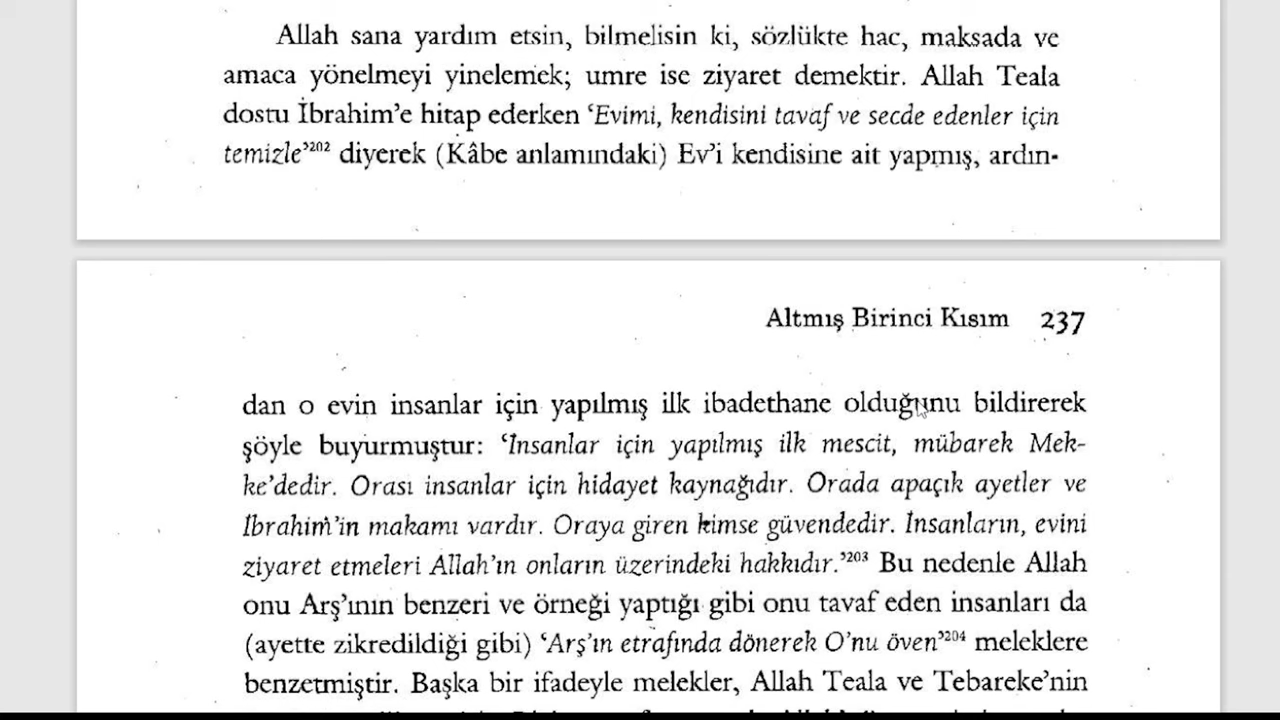 Allah sana yardım etsin, bilmelisin ki, sözlükte hac, maksada ve
amaca yönelmeyi yinelemek; umre ise ziyaret demektir. Allah Teala
dostu İbrahim’e hitap ederken ‘Evimi, kendisini tavaf ve secde edenler için
temizle’²⁰² diyerek (Kâbe anlamındaki) Ev’i kendisine ait yapmış, ardın-
Altmış Birinci Kısım 237
dan o evin insanlar için yapılmış ilk ibadethane olduğunu bildirerek
şöyle buyurmuştur: ‘İnsanlar için yapılmış ilk mescit, mübarek Mek-
ke’dedir. Orası insanlar için hidayet kaynağıdır. Orada apaçık ayetler ve
İbrahim’in makamı vardır. Oraya giren kimse güvendedir. İnsanların, evini
ziyaret etmeleri Allah’ın onların üzerindeki hakkıdır.’²⁰³ Bu nedenle Allah
onu Arş’ının benzeri ve örneği yaptığı gibi onu tavaf eden insanları da
(ayette zikredildiği gibi) ‘Arş’ın etrafında dönerek O’nu öven’²⁰⁴ meleklere
benzetmiştir. Başka bir ifadeyle melekler, Allah Teala ve Tebareke’nin